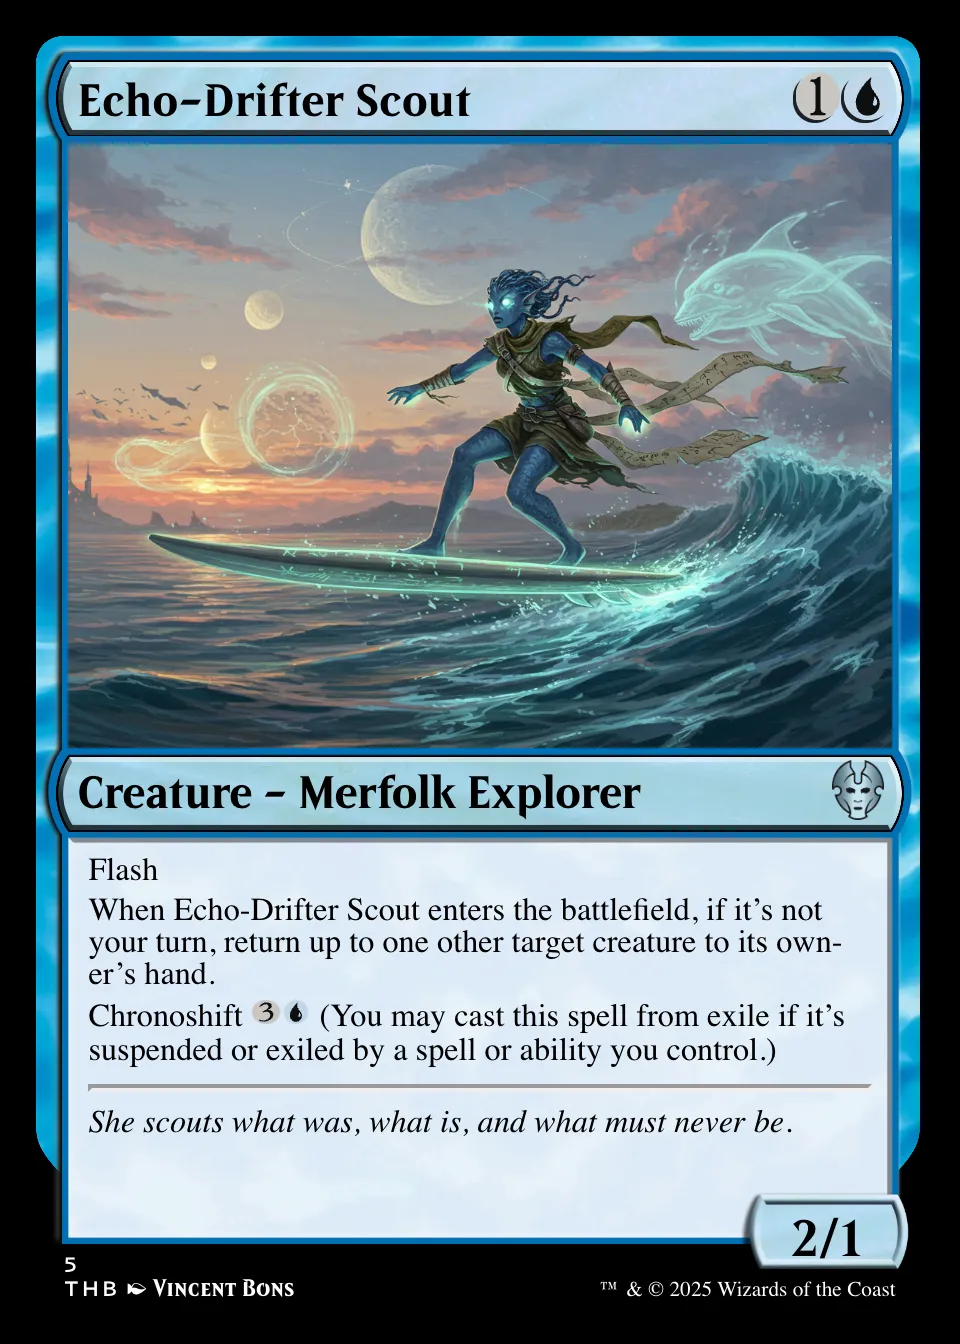 Echo-Drifter Scout 1
Creature – Merfolk Explorer
Flash
When Echo-Drifter Scout enters the battlefield, if it’s not
your turn, return up to one other target creature to its own-
er’s hand.
Chronoshift 3 (You may cast this spell from exile if it’s
suspended or exiled by a spell or ability you control.)
She scouts what was, what is, and what must never be.
2/1
5
THB Vincent Bons
™ & © 2025 Wizards of the Coast